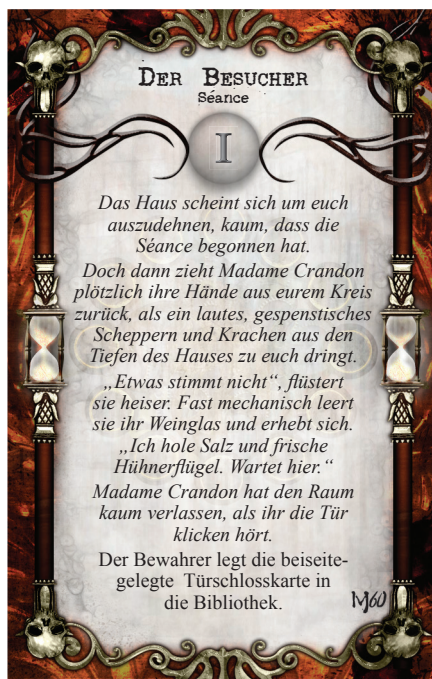 Der Besucher
Séance
I
Das Haus scheint sich um euch
auszudehnen, kaum, dass die
Séance begonnen hat.
Doch dann zieht Madame Crandon
plötzlich ihre Hände aus eurem Kreis
zurück, als ein lautes, gespenstisches
Scheppern und Krachen aus den
Tiefen des Hauses zu euch dringt.
„Etwas stimmt nicht“, flüstert
sie heiser. Fast mechanisch leert
sie ihr Weinglas und erhebt sich.
„Ich hole Salz und frische
Hühnerflügel. Wartet hier.“
Madame Crandon hat den Raum
kaum verlassen, als ihr die Tür
klicken hört.
Der Bewahrer legt die beiseite-
gelegte Türschlosskarte in
die Bibliothek.
M60